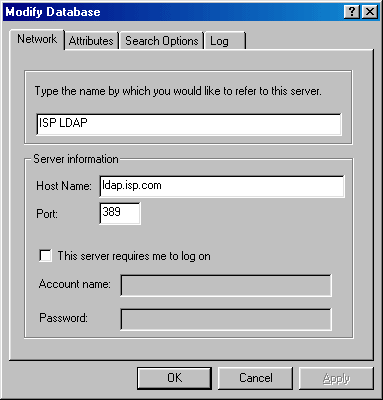 Modify Database
Network Attributes Search Options Log
Type the name by which you would like to refer to this server.
ISP LDAP
Server information
Host Name: ldap.isp.com
Port: 389
This server requires me to log on
Account name:
Password:
OK Cancel Apply